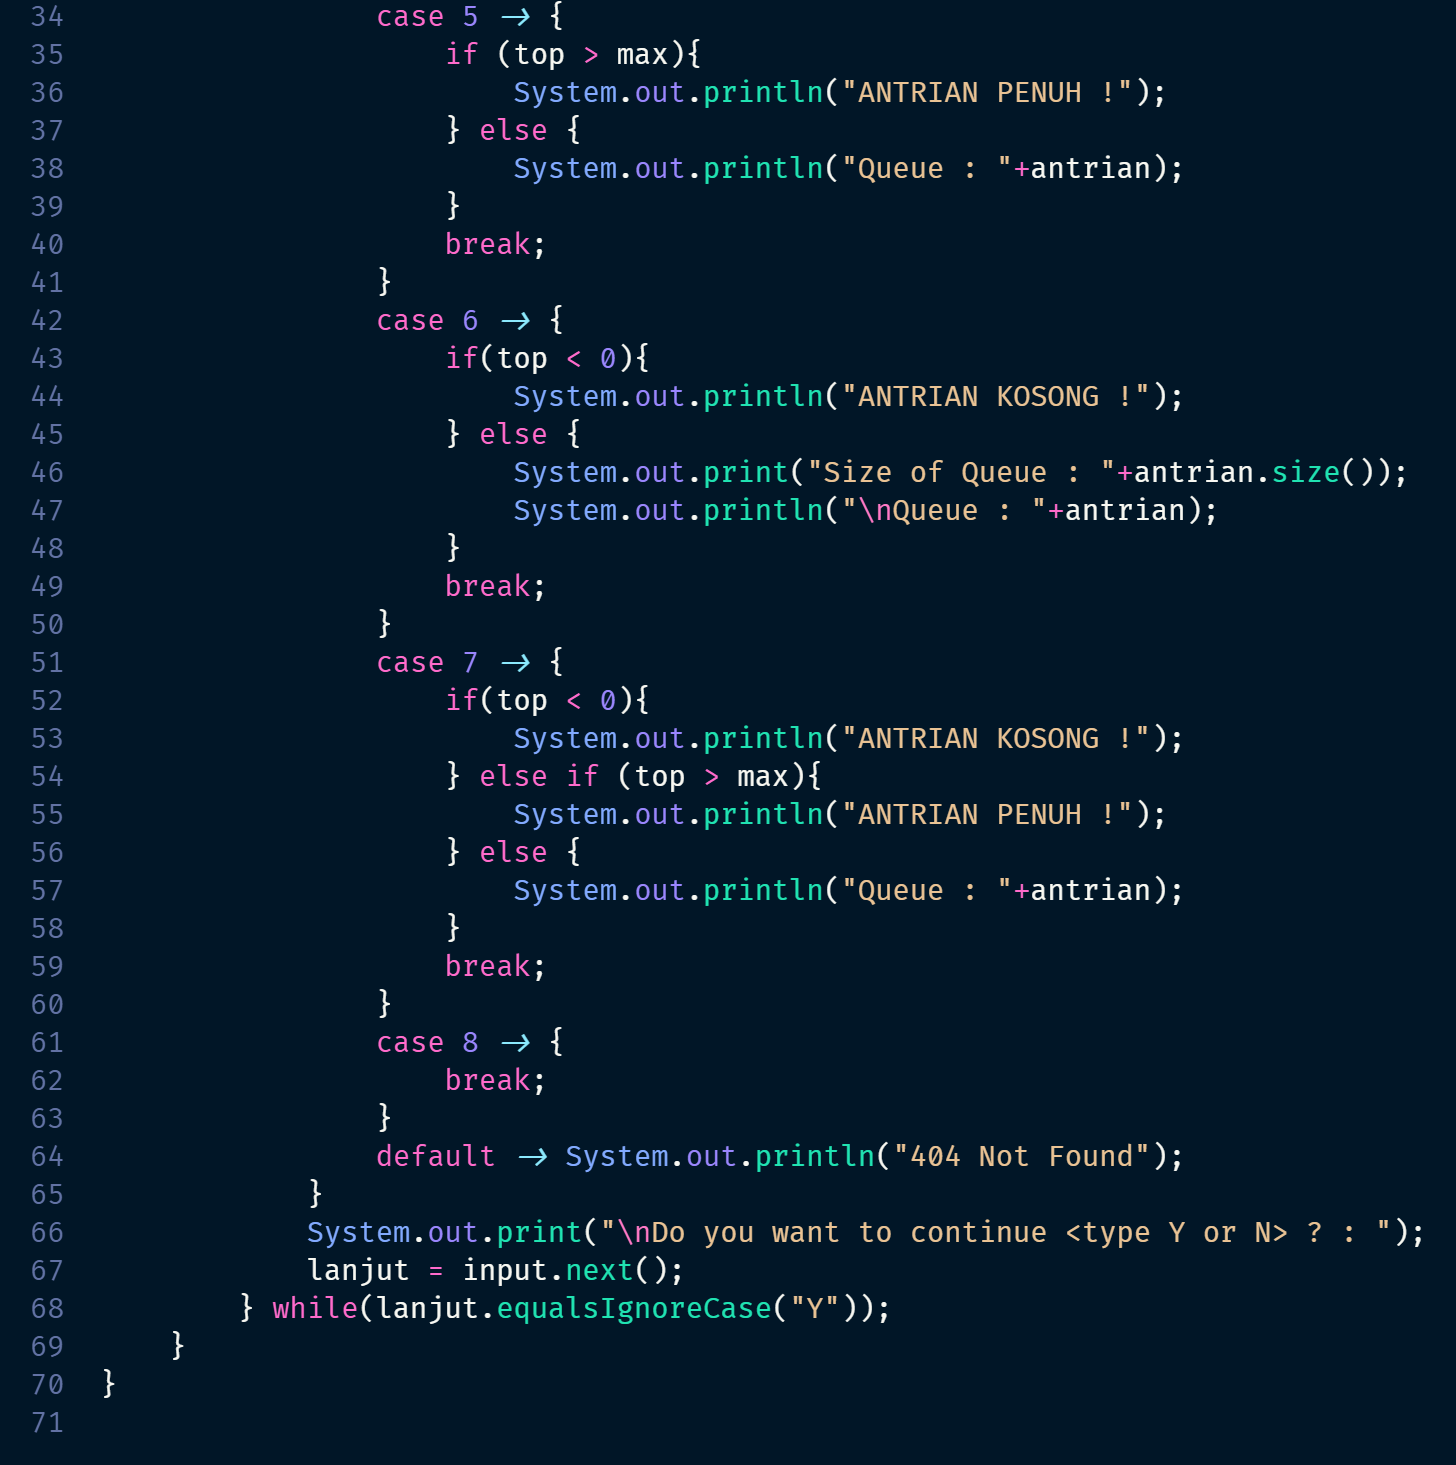 34 case 5 -> {
35 if (top > max){
36 System.out.println("ANTRIAN PENUH !");
37 } else {
38 System.out.println("Queue : "+antrian);
39 }
40 break;
41 }
42 case 6 -> {
43 if(top < 0){
44 System.out.println("ANTRIAN KOSONG !");
45 } else {
46 System.out.print("Size of Queue : "+antrian.size());
47 System.out.println("\nQueue : "+antrian);
48 }
49 break;
50 }
51 case 7 -> {
52 if(top < 0){
53 System.out.println("ANTRIAN KOSONG !");
54 } else if (top > max){
55 System.out.println("ANTRIAN PENUH !");
56 } else {
57 System.out.println("Queue : "+antrian);
58 }
59 break;
60 }
61 case 8 -> {
62 break;
63 }
64 default -> System.out.println("404 Not Found");
65 }
66 System.out.print("\nDo you want to continue <type Y or N> ? : ");
67 lanjut = input.next();
68 } while(lanjut.equalsIgnoreCase("Y"));
69 }
70 }
71